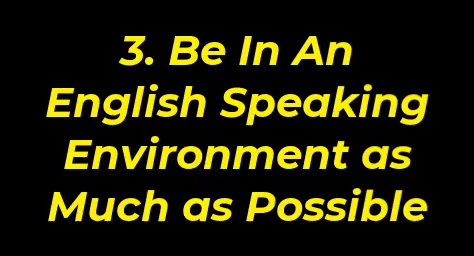 3. Be In An
English Speaking
Environment as
Much as Possible